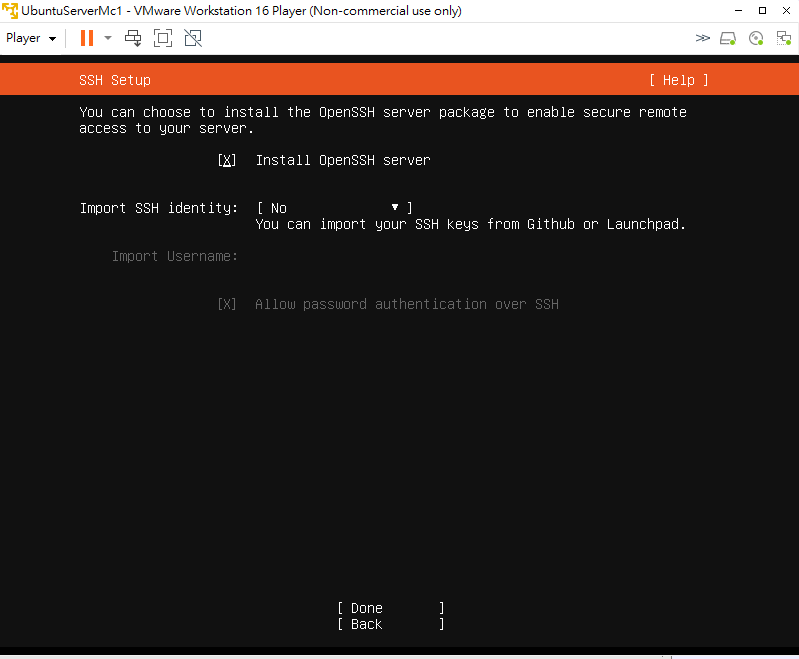 UbuntuServerMc1 - VMware Workstation 16 Player (Non-commercial use only)
Player
SSH Setup [ Help ]
You can choose to install the OpenSSH server package to enable secure remote
access to your server.
[X] Install OpenSSH server
Import SSH identity: [ No ▼ ]
You can import your SSH keys from Github or Launchpad.
Import Username:
[X] Allow password authentication over SSH
[ Done ]
[ Back ]